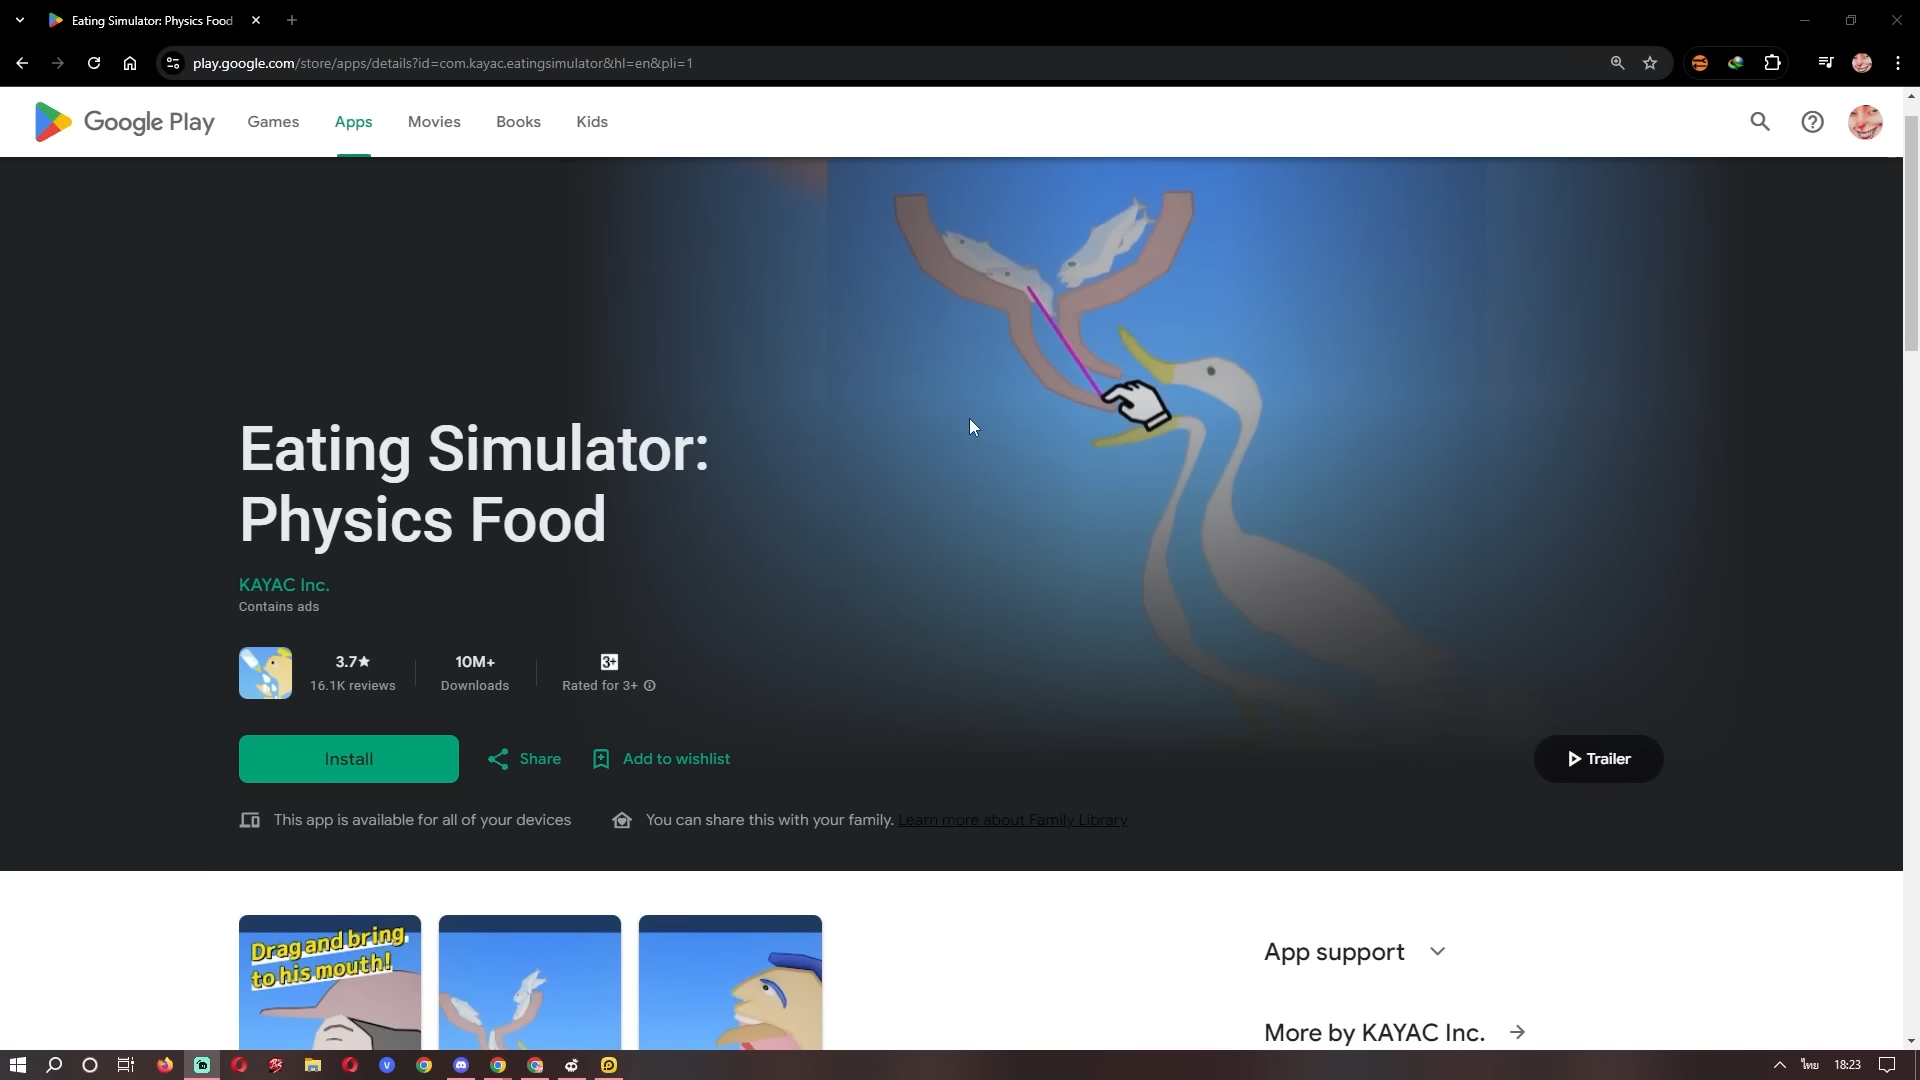 Eating Simulator: Physics Food
play.google.com/store/apps/details?id=com.kayac.eatingsimulator&hl=en&pli=1
Google Play
Games
Apps
Movies
Books
Kids
Eating Simulator:
Physics Food
KAYAC Inc.
Contains ads
3.7★
16.1K reviews
10M+
Downloads
3+
Rated for 3+
Install
Share
Add to wishlist
Trailer
This app is available for all of your devices
You can share this with your family. Learn more about Family Library
Drag and bring
to his mouth!
App support
More by KAYAC Inc.
ไทย
18:23